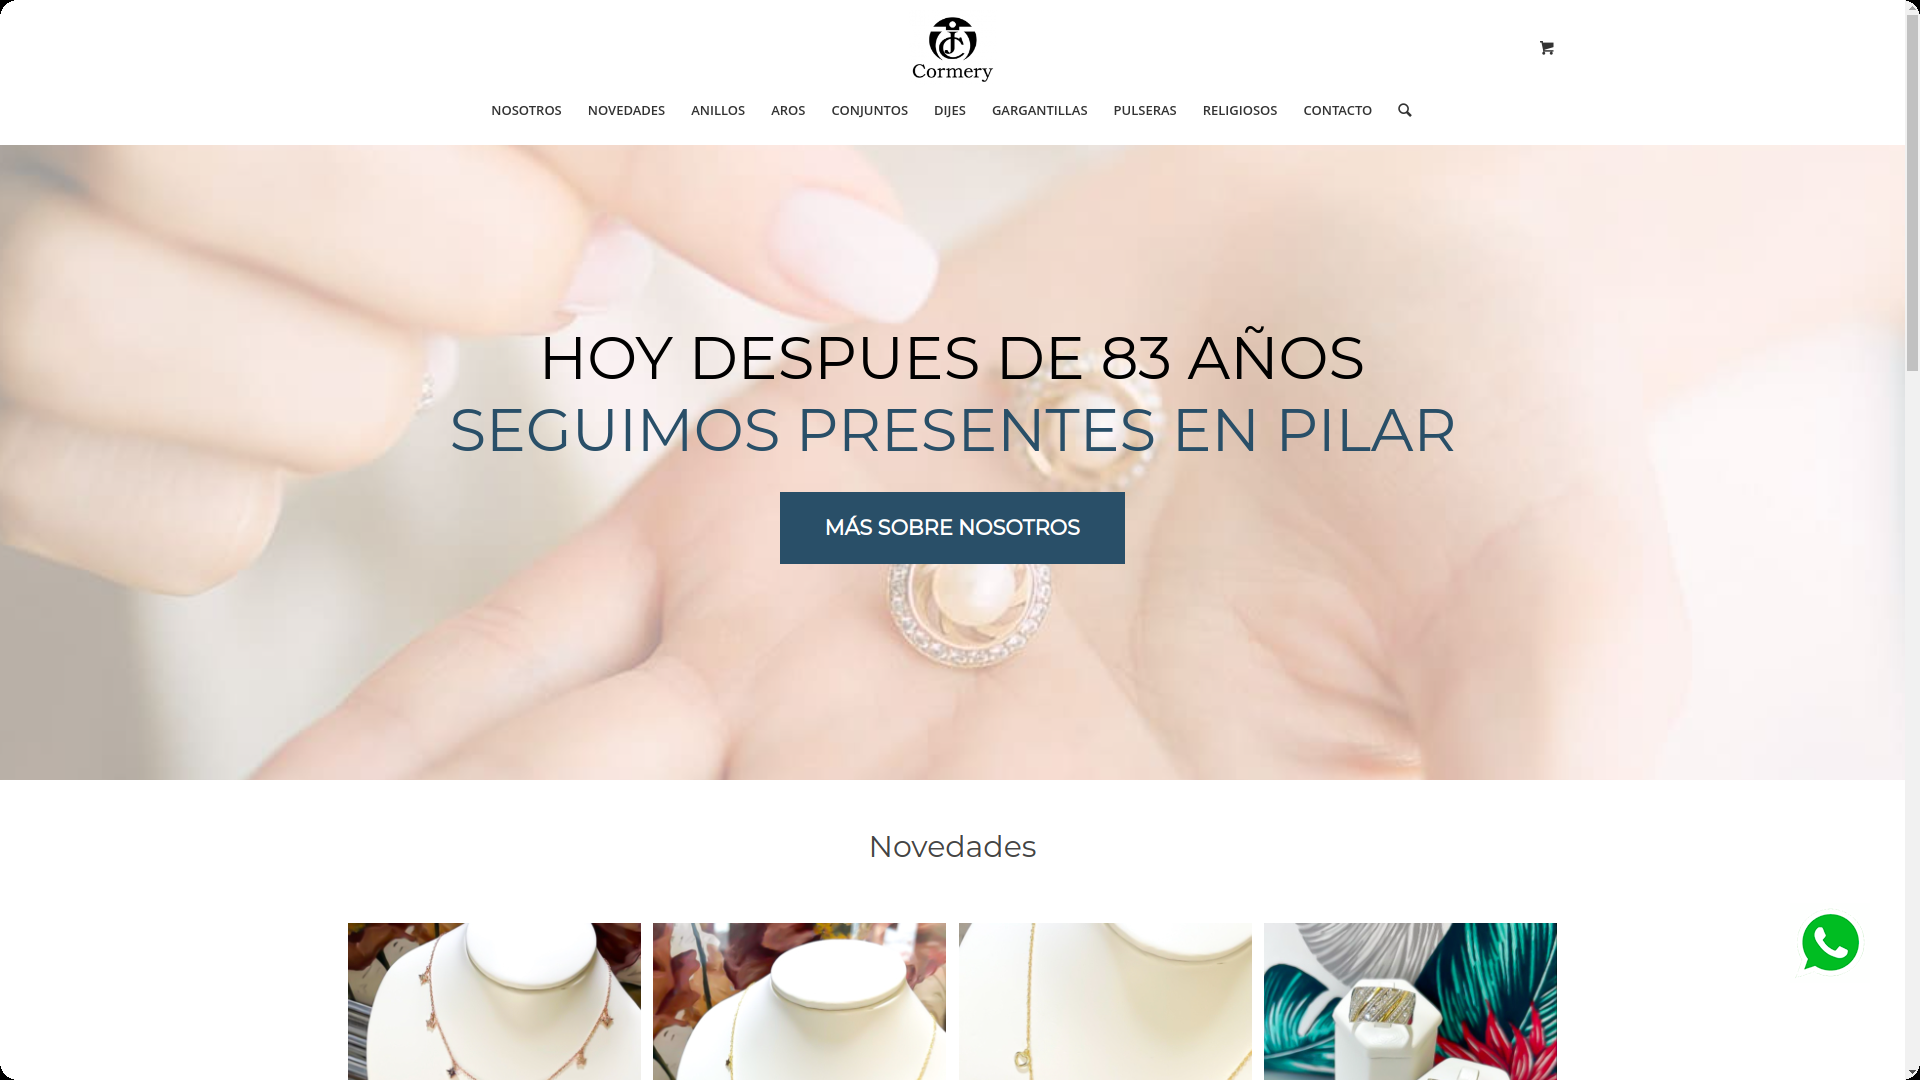 Cormery
NOSOTROS NOVEDADES ANILLOS AROS CONJUNTOS DIJES GARGANTILLAS PULSERAS RELIGIOSOS CONTACTO
HOY DESPUES DE 83 AÑOS
SEGUIMOS PRESENTES EN PILAR
MÁS SOBRE NOSOTROS
Novedades